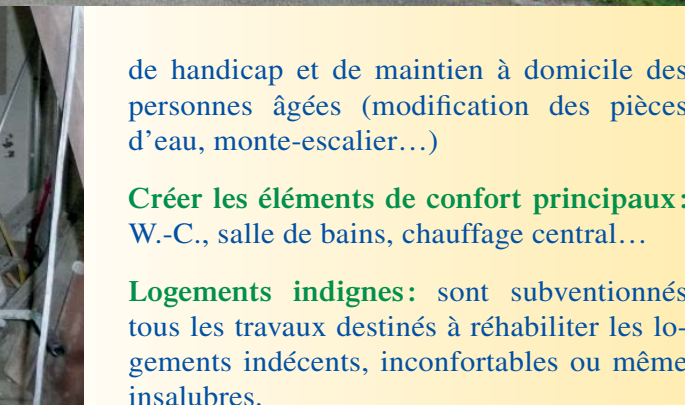 de handicap et de maintien à domicile des
personnes âgées (modification des pièces
d'eau, monte-escalier…)
Créer les éléments de confort principaux :
W.-C., salle de bains, chauffage central…
Logements indignes : sont subventionnés
tous les travaux destinés à réhabiliter les lo-
gements indécents, inconfortables ou même
insalubres.